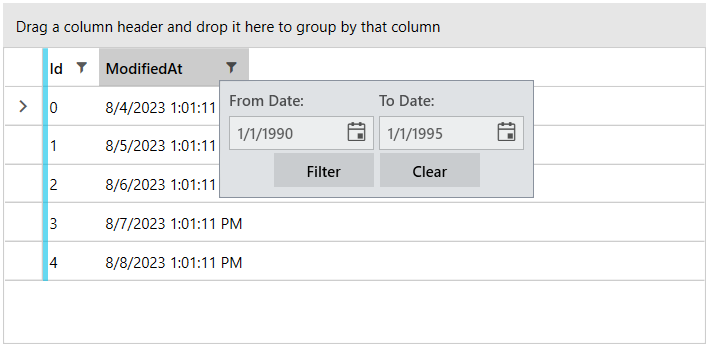 Drag a column header and drop it here to group by that column
Id ModifiedAt
From Date: To Date:
0 8/4/2023 1:01:11
1/1/1990 1/1/1995
1 8/5/2023 1:01:11
Filter Clear
2 8/6/2023 1:01:11
3 8/7/2023 1:01:11 PM
4 8/8/2023 1:01:11 PM